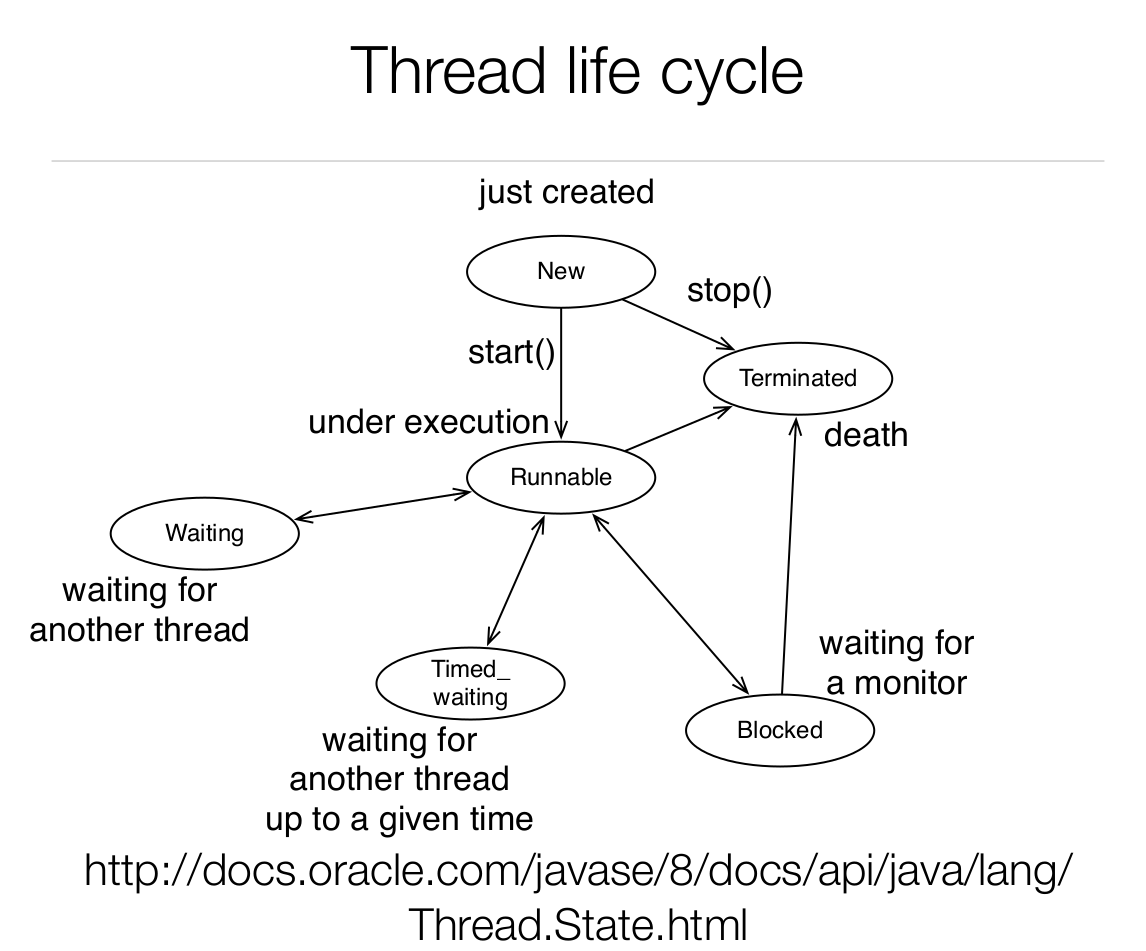 Thread life cycle
just created
New
stop()
start()
Terminated
under execution
death
Runnable
Waiting
waiting for
another thread
Timed_
waiting
waiting for
another thread
up to a given time
waiting for
a monitor
Blocked
http://docs.oracle.com/javase/8/docs/api/java/lang/
Thread.State.html